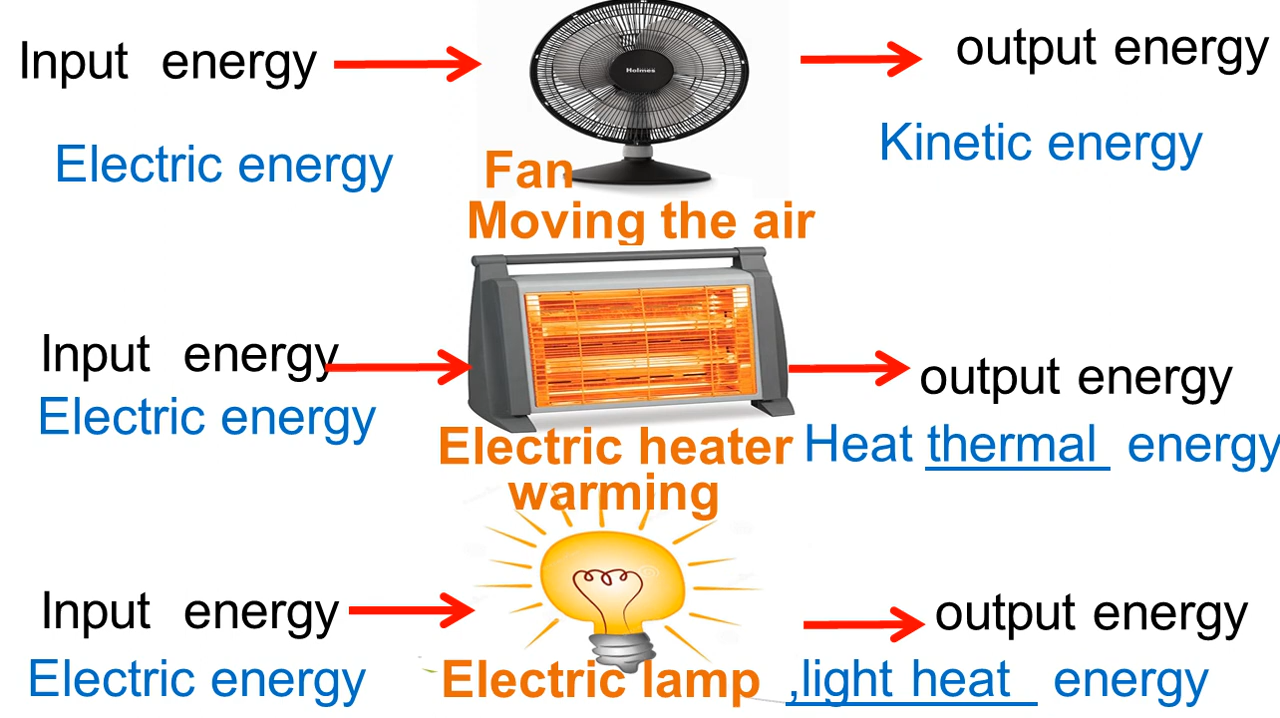 Input energy
output energy
Holmes
Electric energy
Kinetic energy
Fan
Moving the air
Input energy
output energy
Electric energy
Electric heater
Heat thermal energy
warming
Input energy
output energy
Electric energy
Electric lamp
,light heat energy